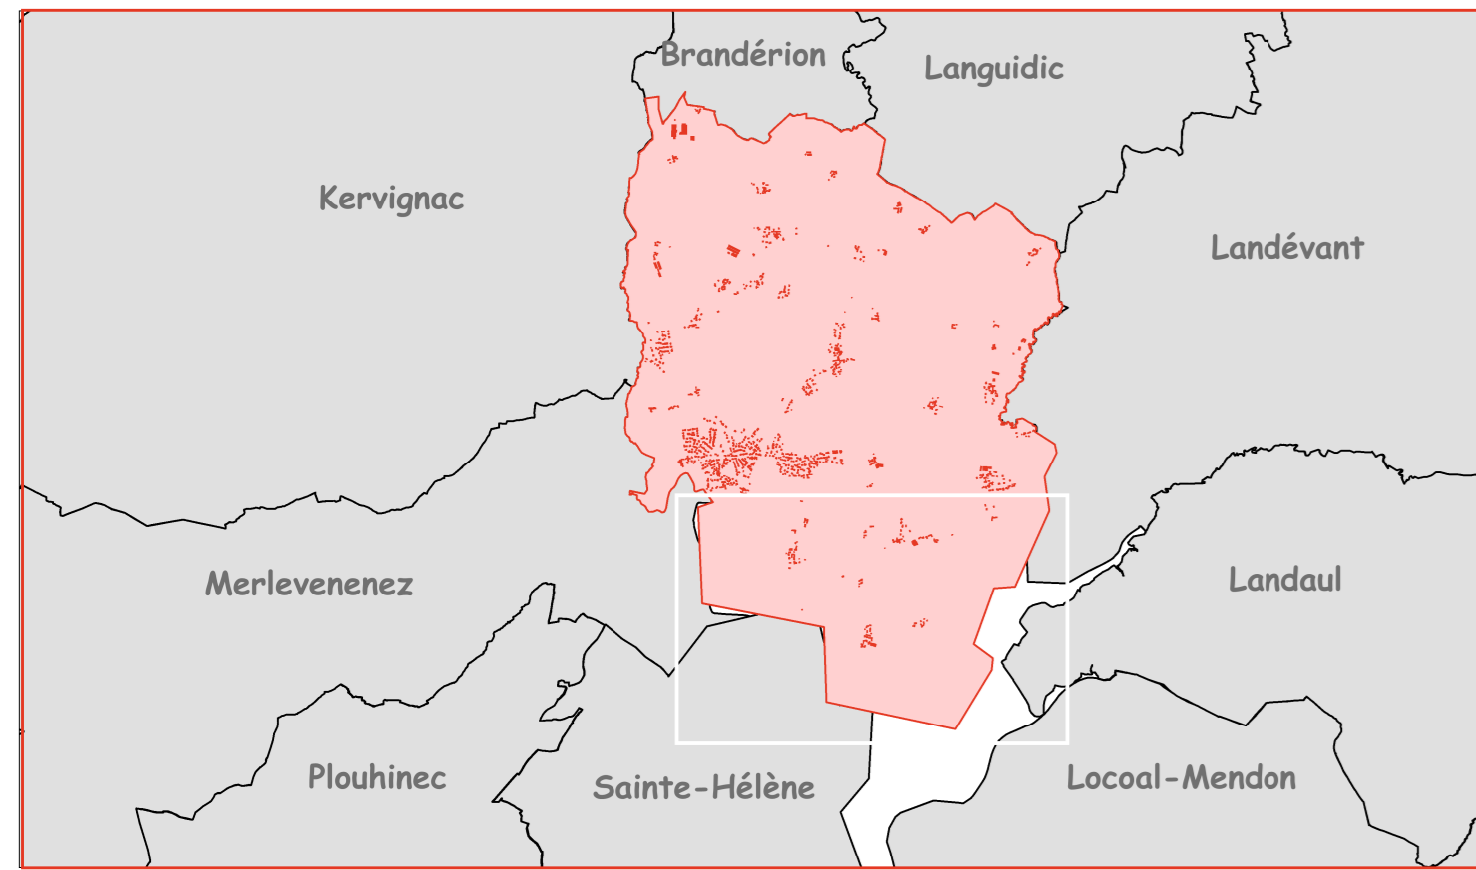 Brandérion
Languidic
Kervignac
Landévant
Merlevenenez
Landaul
Plouhinec
Sainte-Hélène
Locoal-Mendon